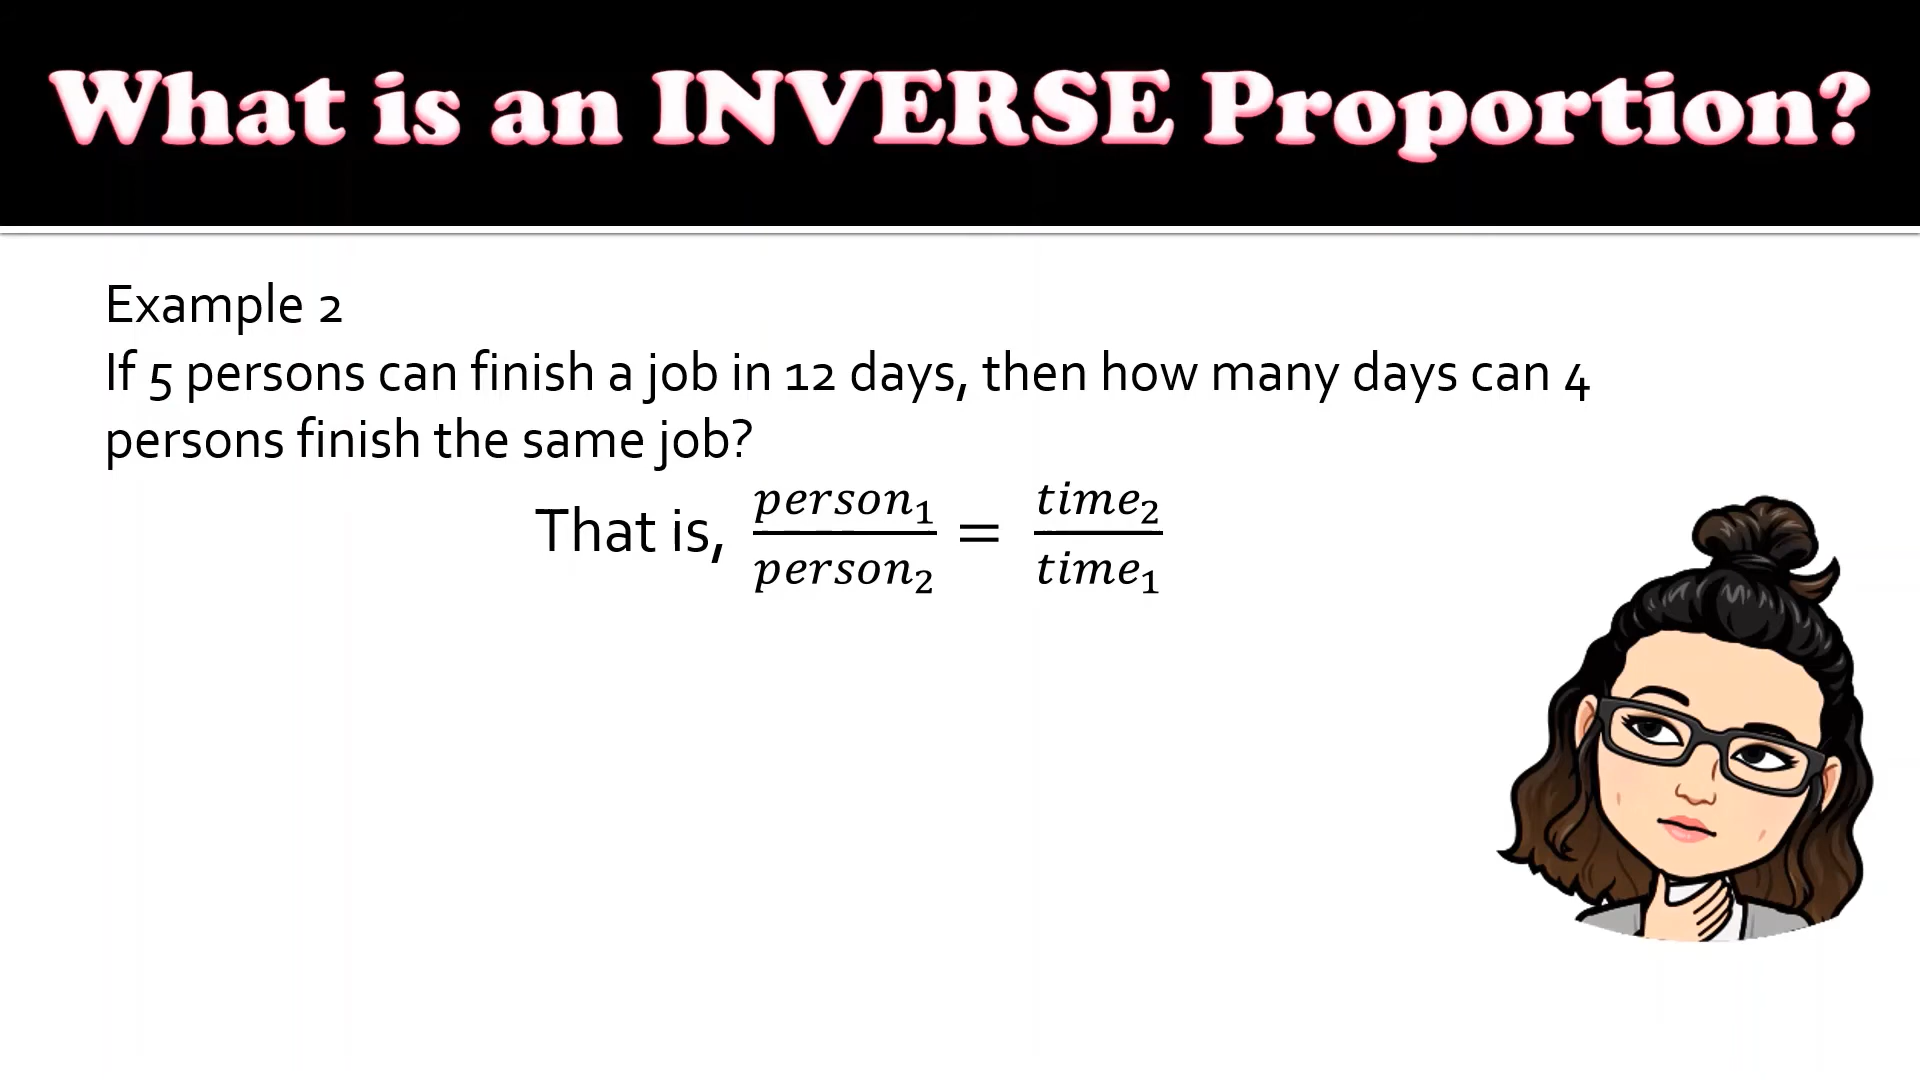 What is an INVERSE Proportion?
Example 2
If 5 persons can finish a job in 12 days, then how many days can 4
persons finish the same job?
That is, person₁/person₂ = time₂/time₁